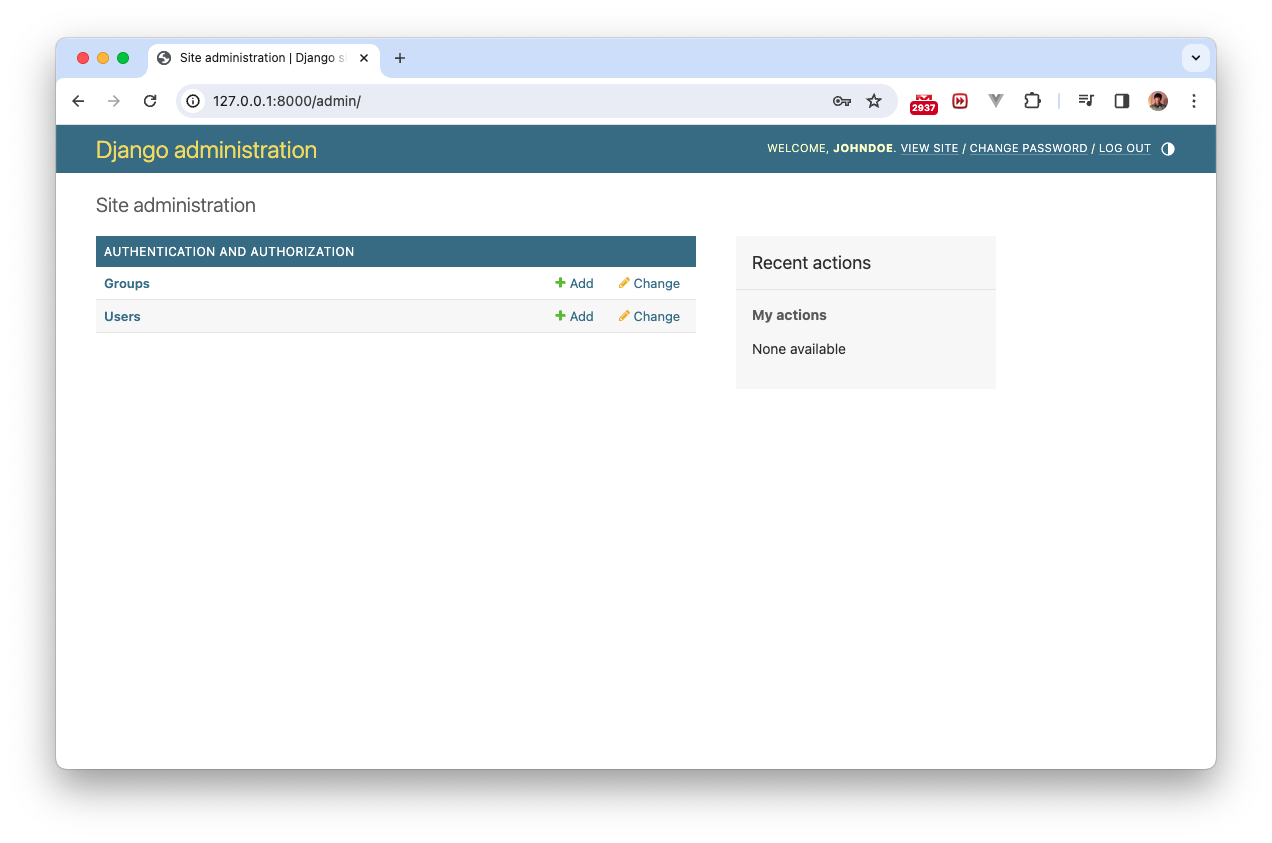 Site administration | Django s
127.0.0.1:8000/admin/
2937
Django administration
WELCOME, JOHNDOE. VIEW SITE / CHANGE PASSWORD / LOG OUT
Site administration
AUTHENTICATION AND AUTHORIZATION
Groups Add Change
Users Add Change
Recent actions
My actions
None available